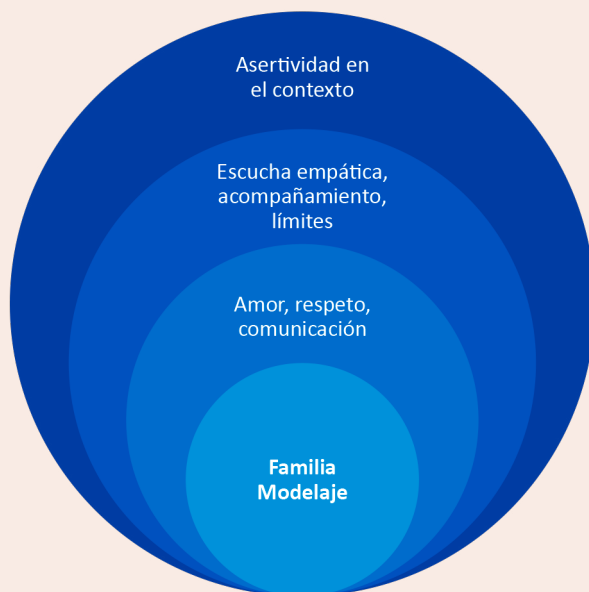 Asertividad en
el contexto
Escucha empática,
acompañamiento,
límites
Amor, respeto,
comunicación
Familia
Modelaje